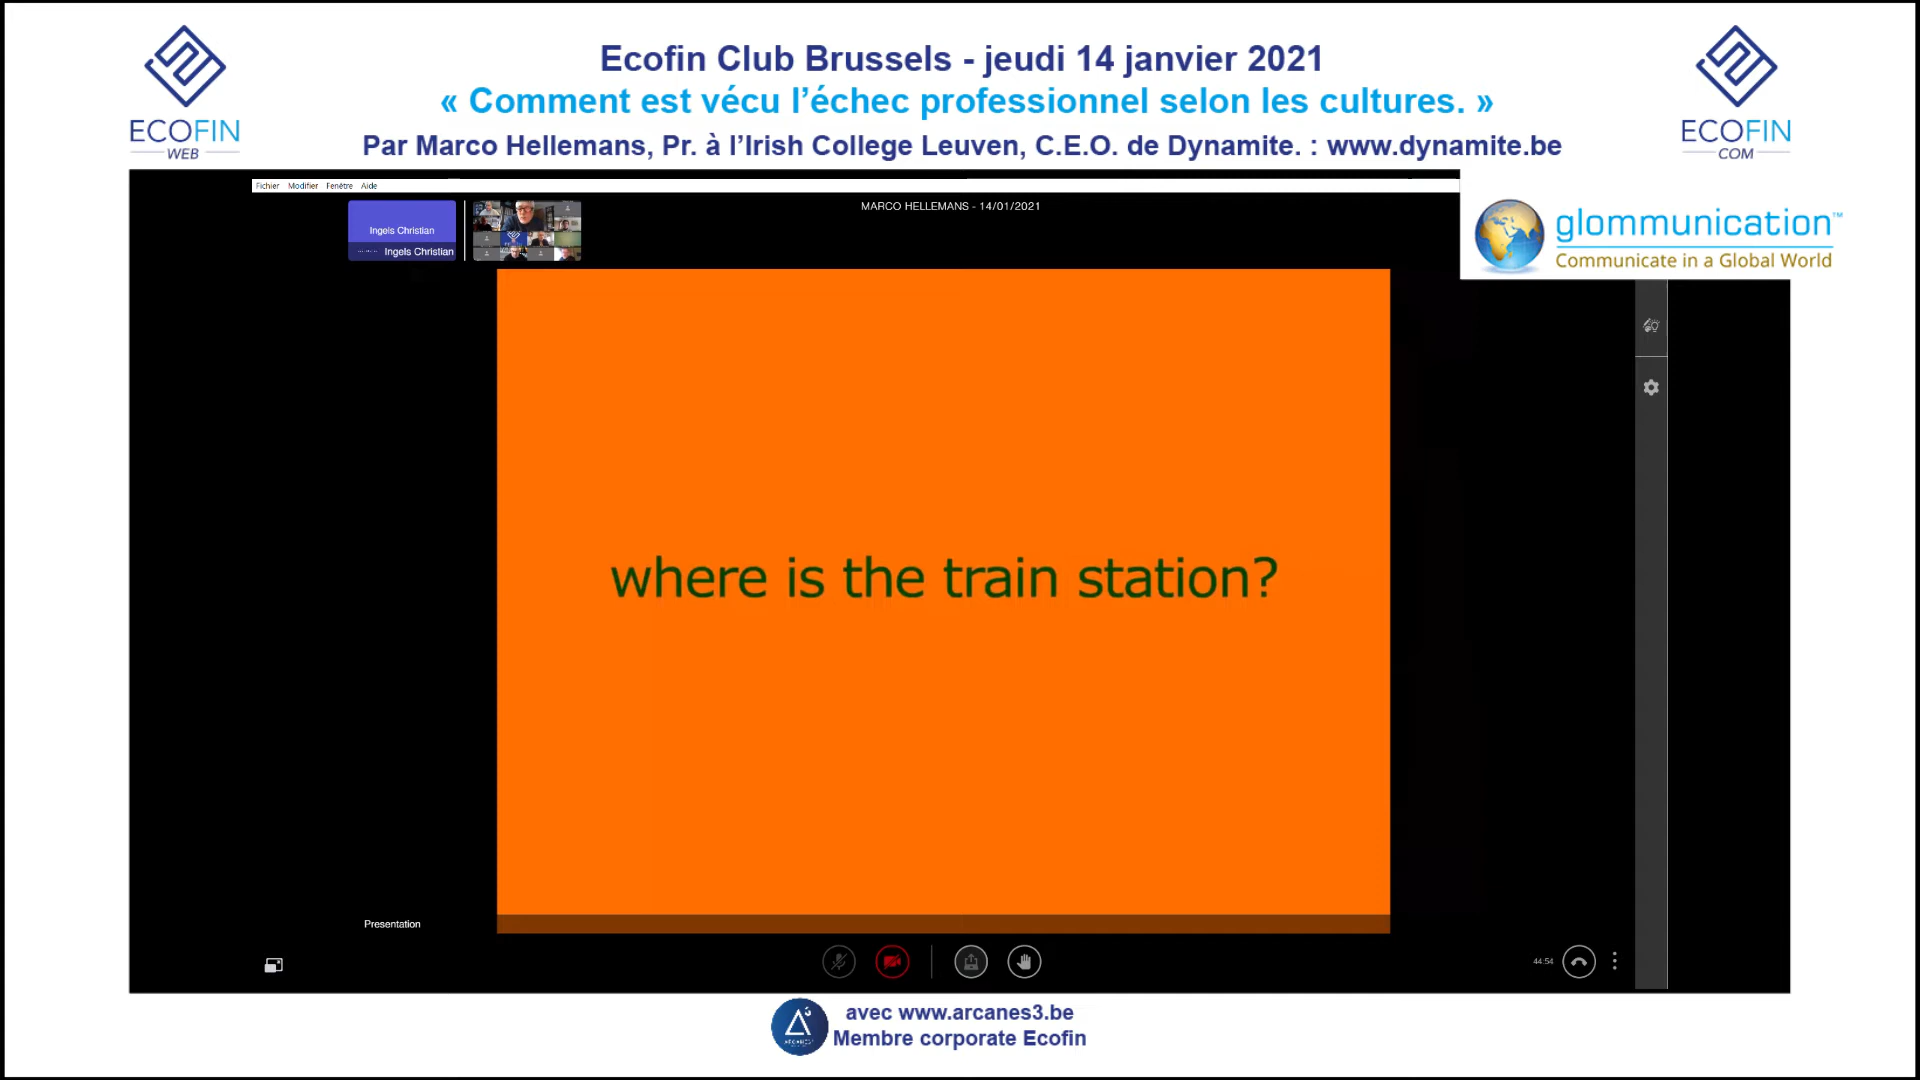 Ecofin Club Brussels - jeudi 14 janvier 2021
« Comment est vécu l’échec professionnel selon les cultures. »
Par Marco Hellemans, Pr. à l’Irish College Leuven, C.E.O. de Dynamite. : www.dynamite.be
ECOFIN
WEB
ECOFIN
COM
Fichier Modifier Fenêtre Aide
MARCO HELLEMANS - 14/01/2021
Ingels Christian
Ingels Christian
glommunication™
Communicate in a Global World
where is the train station?
Presentation
44:54
avec www.arcanes3.be
Membre corporate Ecofin